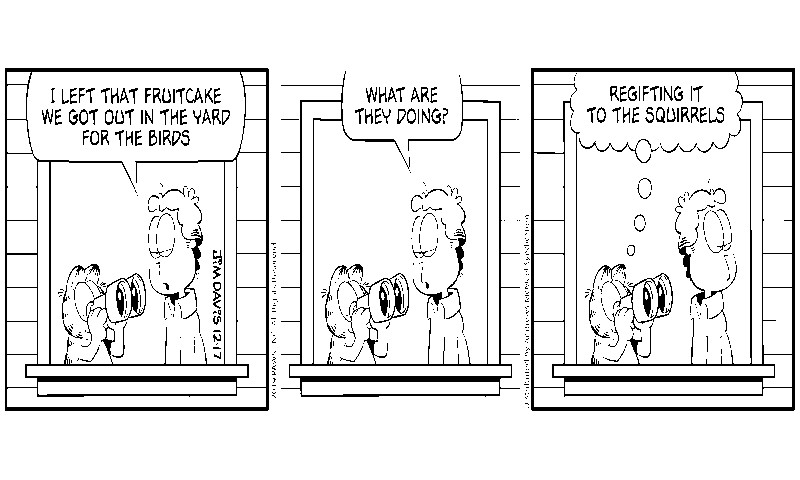 I LEFT THAT FRUITCAKE
WE GOT OUT IN THE YARD
FOR THE BIRDS
JIM DAVIS 12·17
WHAT ARE
THEY DOING?
REGIFTING IT
TO THE SQUIRRELS